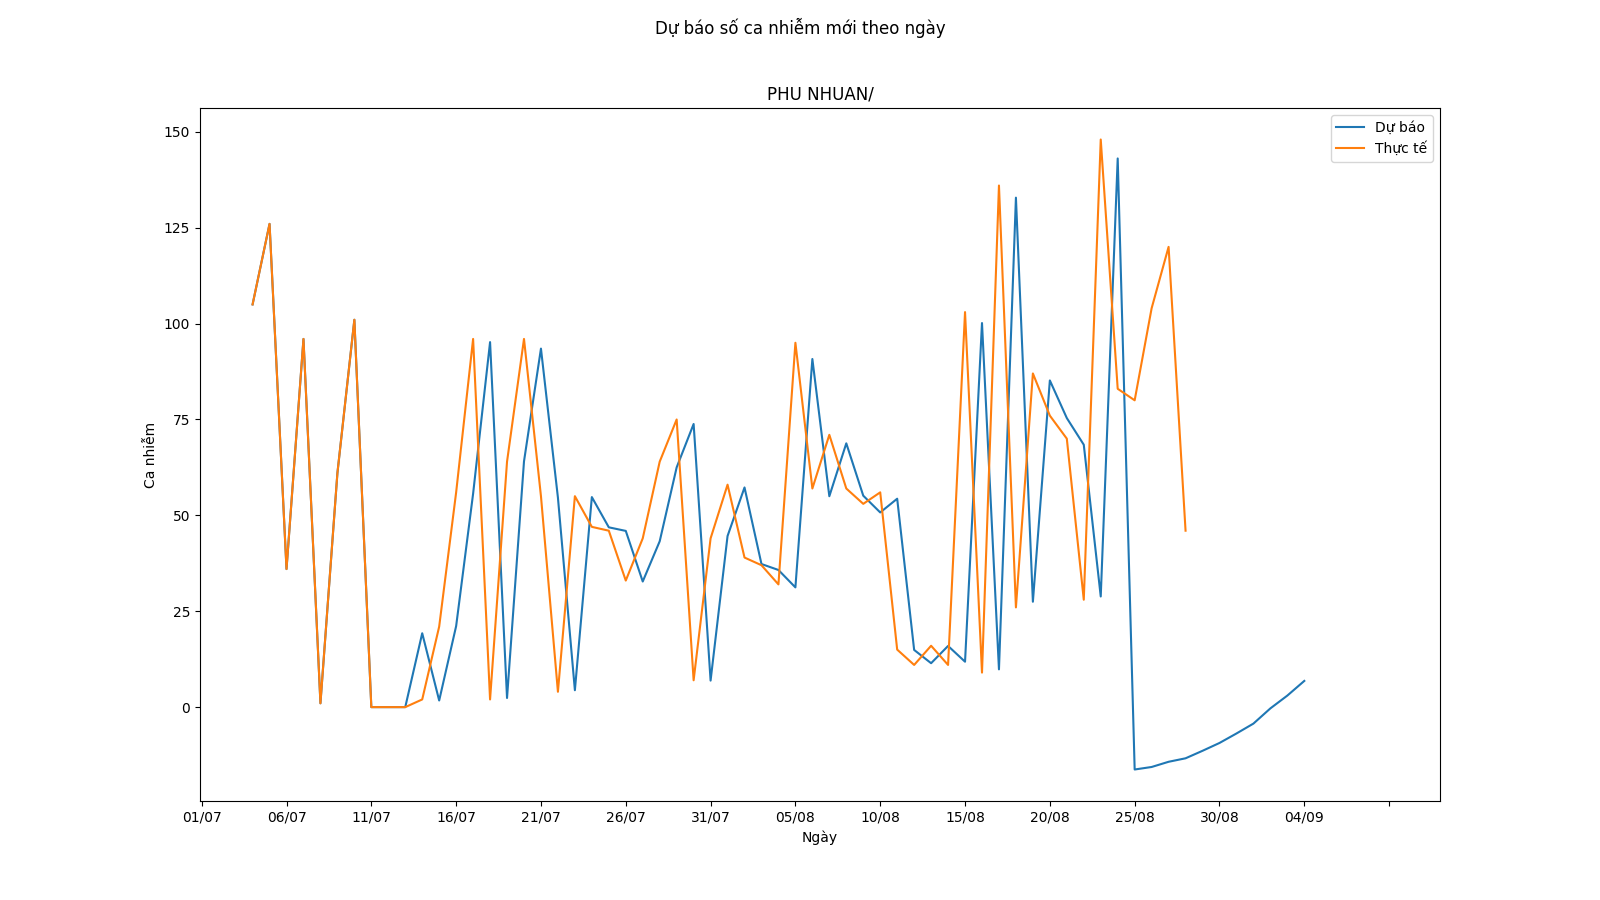 Dự báo số ca nhiễm mới theo ngày
PHU NHUAN/
Dự báo
Thực tế
150
125
100
75
50
25
0
Ca nhiễm
01/07 06/07 11/07 16/07 21/07 26/07 31/07 05/08 10/08 15/08 20/08 25/08 30/08 04/09
Ngày